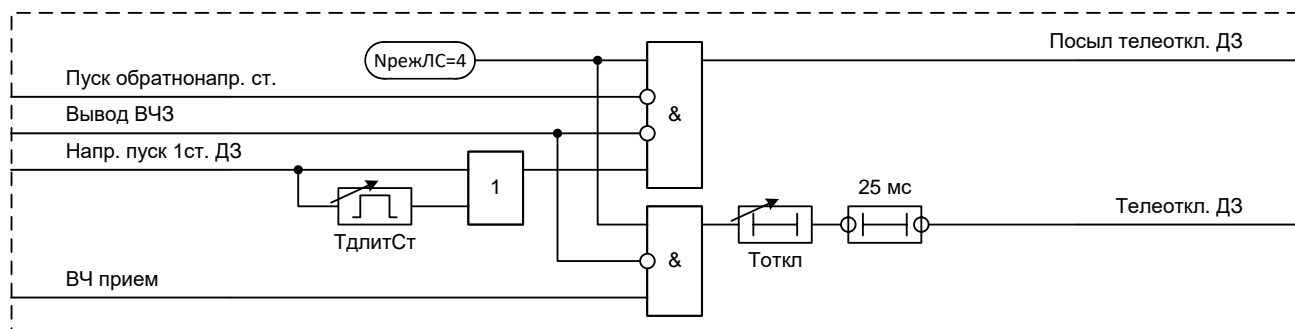 NрежЛС=4
Посыл телеоткл. ДЗ
Пуск обратнонапр. ст.
Вывод ВЧЗ
&
Напр. пуск 1ст. ДЗ
1
25 мс
Телеоткл. ДЗ
ТдлитСт
&
Тоткл
ВЧ прием